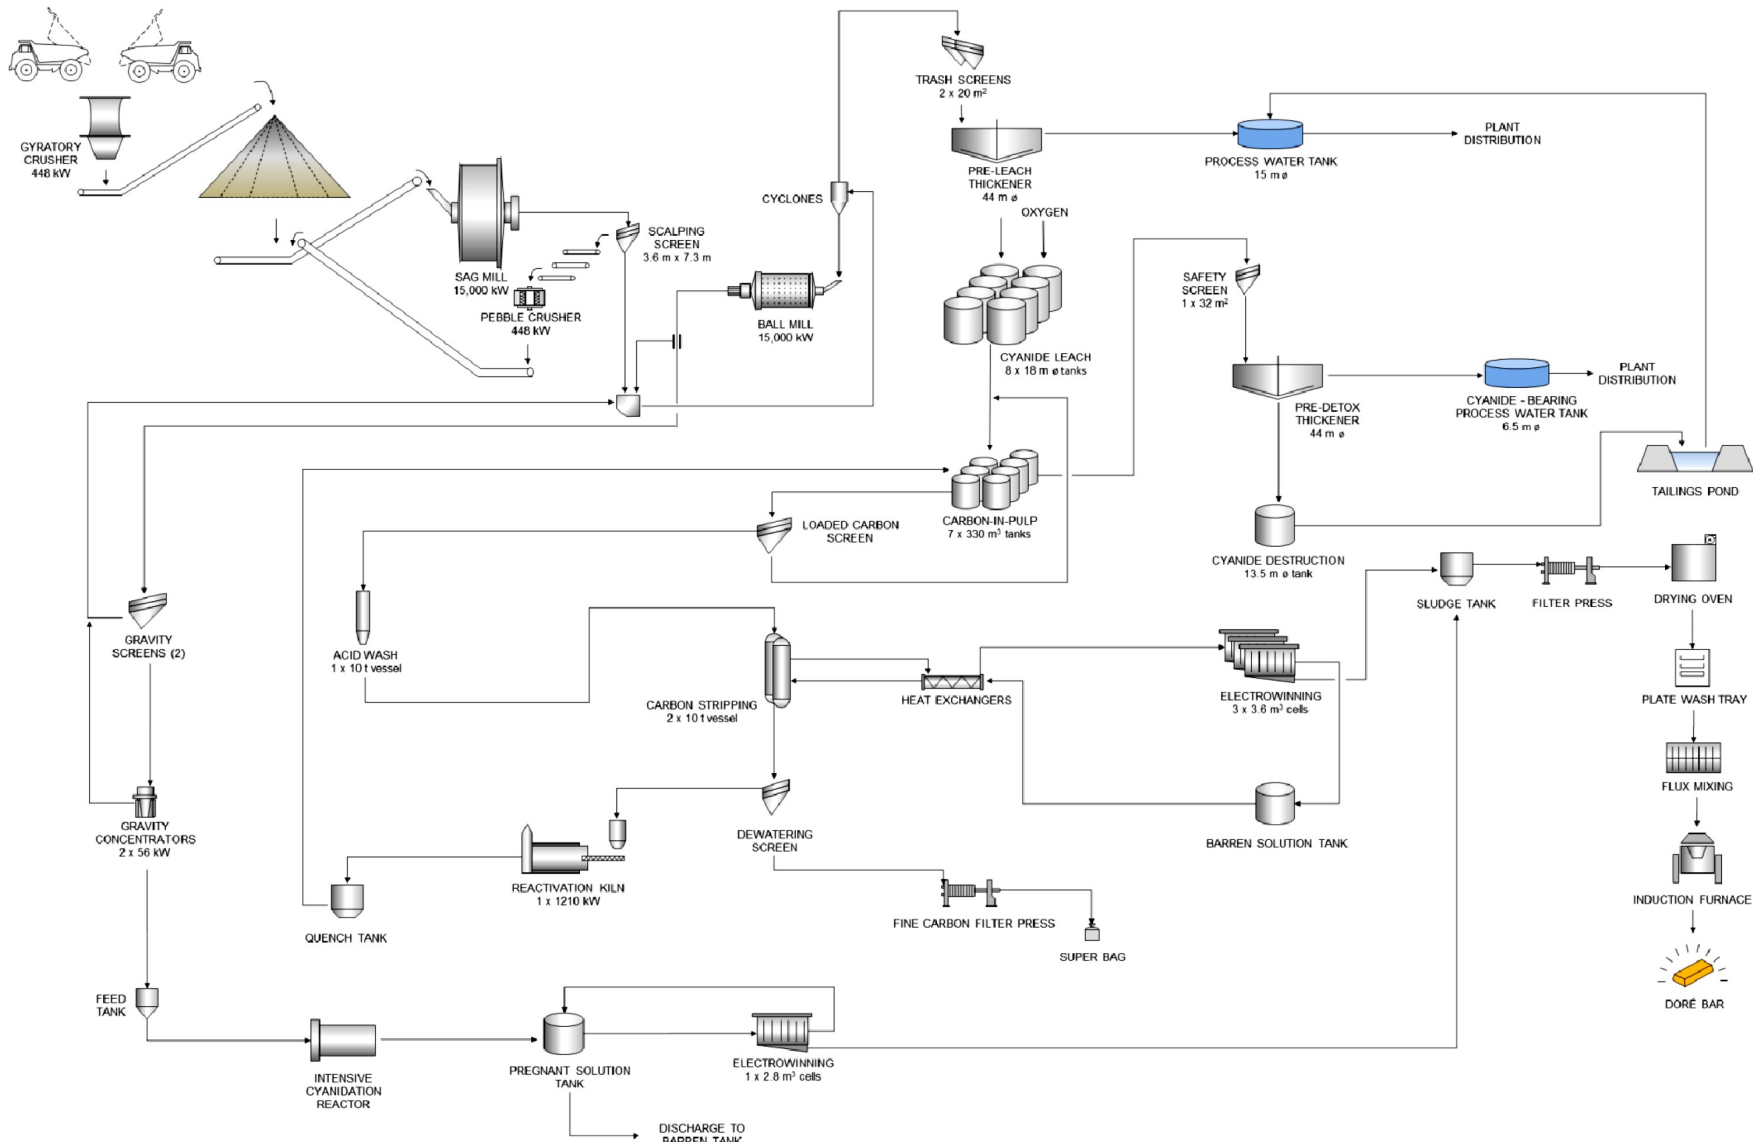 GYRATORY
CRUSHER
448 kW
SAG MILL
15,000 kW
SCALPING
SCREEN
3.6 m x 7.3 m
PEBBLE CRUSHER
448 kW
CYCLONES
BALL MILL
15,000 kW
TRASH SCREENS
2 x 20 m²
PRE-LEACH
THICKENER
44 m ø
OXYGEN
PROCESS WATER TANK
15 m ø
PLANT
DISTRIBUTION
CYANIDE LEACH
8 x 18 m ø tanks
SAFETY
SCREEN
1 x 32 m²
PRE-DETOX
THICKENER
44 m ø
CYANIDE - BEARING
PROCESS WATER TANK
6.5 m ø
PLANT
DISTRIBUTION
TAILINGS POND
CARBON-IN-PULP
7 x 330 m³ tanks
LOADED CARBON
SCREEN
CYANIDE DESTRUCTION
13.5 m ø tank
SLUDGE TANK
FILTER PRESS
DRYING OVEN
GRAVITY
SCREENS (2)
ACID WASH
1 x 10 t vessel
CARBON STRIPPING
2 x 10 t vessel
HEAT EXCHANGERS
ELECTROWINNING
3 x 3.6 m³ cells
PLATE WASH TRAY
FLUX MIXING
GRAVITY
CONCENTRATORS
2 x 56 kW
DEWATERING
SCREEN
BARREN SOLUTION TANK
REACTIVATION KILN
1 x 1210 kW
QUENCH TANK
FINE CARBON FILTER PRESS
SUPER BAG
INDUCTION FURNACE
DORÉ BAR
FEED
TANK
INTENSIVE
CYANIDATION
REACTOR
PREGNANT SOLUTION
TANK
ELECTROWINNING
1 x 2.8 m³ cells
DISCHARGE TO
BARREN TANK